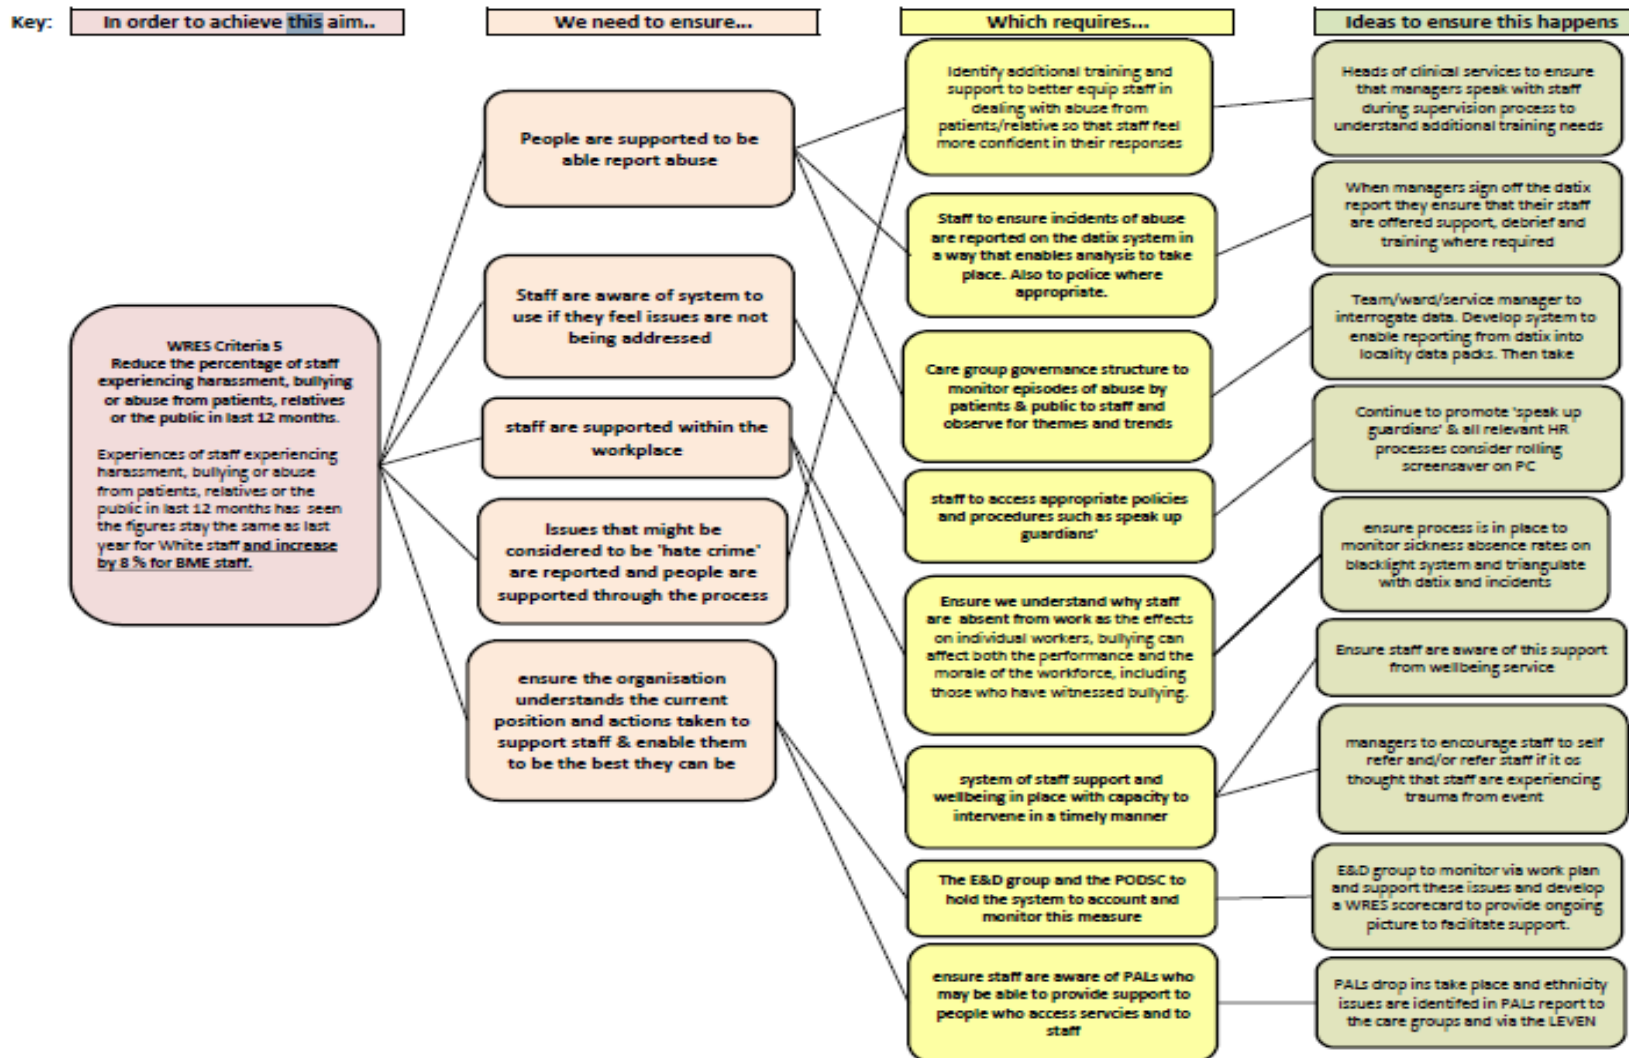 Key:
In order to achieve this aim..
We need to ensure...
Which requires...
Ideas to ensure this happens
WRES Criteria 5
Reduce the percentage of staff
experiencing harassment, bullying
or abuse from patients, relatives
or the public in last 12 months.
Experiences of staff experiencing
harassment, bullying or abuse
from patients, relatives or the
public in last 12 months has seen
the figures stay the same as last
year for White staff and increase
by 8 % for BME staff.
People are supported to be
able report abuse
Staff are aware of system to
use if they feel issues are not
being addressed
staff are supported within the
workplace
Issues that might be
considered to be 'hate crime'
are reported and people are
supported through the process
ensure the organisation
understands the current
position and actions taken to
support staff & enable them
to be the best they can be
Identify additional training and
support to better equip staff in
dealing with abuse from
patients/relative so that staff feel
more confident in their responses
Staff to ensure incidents of abuse
are reported on the datix system in
a way that enables analysis to take
place. Also to police where
appropriate.
Care group governance structure to
monitor episodes of abuse by
patients & public to staff and
observe for themes and trends
staff to access appropriate policies
and procedures such as speak up
guardians'
Ensure we understand why staff
are absent from work as the effects
on individual workers, bullying can
affect both the performance and the
morale of the workforce, including
those who have witnessed bullying.
system of staff support and
wellbeing in place with capacity to
intervene in a timely manner
The E&D group and the PODSC to
hold the system to account and
monitor this measure
ensure staff are aware of PALs who
may be able to provide support to
people who access servcies and to
staff
Heads of clinical services to ensure
that managers speak with staff
during supervision process to
understand additional training needs
When managers sign off the datix
report they ensure that their staff
are offered support, debrief and
training where required
Team/ward/service manager to
interrogate data. Develop system to
enable reporting from datix into
locality data packs. Then take
Continue to promote 'speak up
guardians' & all relevant HR
processes consider rolling
screensaver on PC
ensure process is in place to
monitor sickness absence rates on
blacklight system and triangulate
with datix and incidents
Ensure staff are aware of this support
from wellbeing service
managers to encourage staff to self
refer and/or refer staff if it os
thought that staff are experiencing
trauma from event
E&D group to monitor via work plan
and support these issues and develop
a WRES scorecard to provide ongoing
picture to facilitate support.
PALs drop ins take place and ethnicity
issues are identifed in PALs report to
the care groups and via the LEVEN